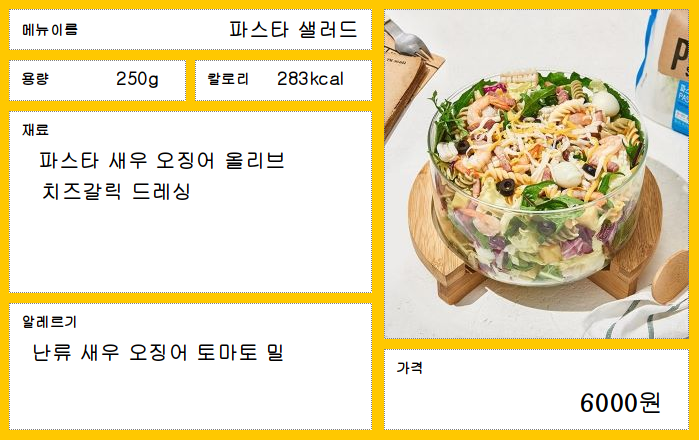 메뉴이름 파스타 샐러드
용량 250g 칼로리 283kcal
재료
파스타 새우 오징어 올리브
치즈갈릭 드레싱
알레르기
난류 새우 오징어 토마토 밀
가격
6000원